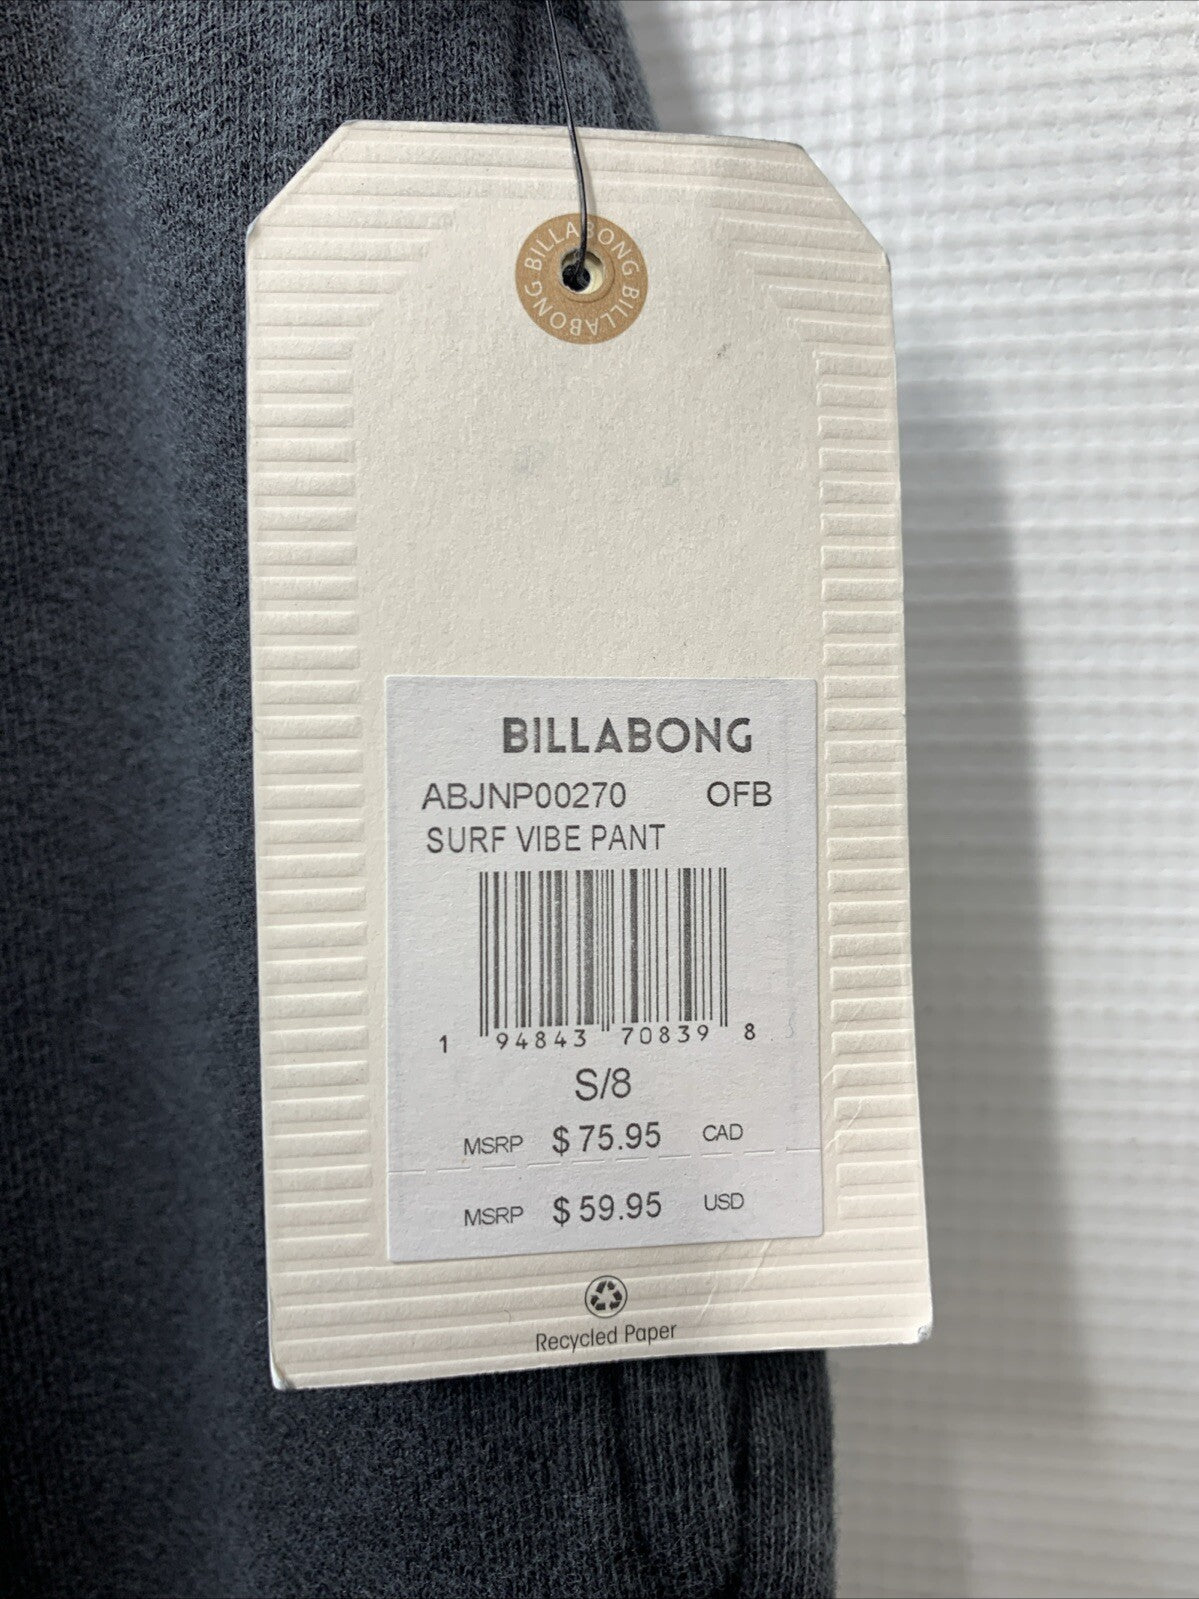 BILLABONG BILLABONG
BILLABONG
ABJNP00270 OFB
SURF VIBE PANT
1 94843 70839 8
S/8
MSRP $ 75.95 CAD
MSRP $ 59.95 USD
Recycled Paper